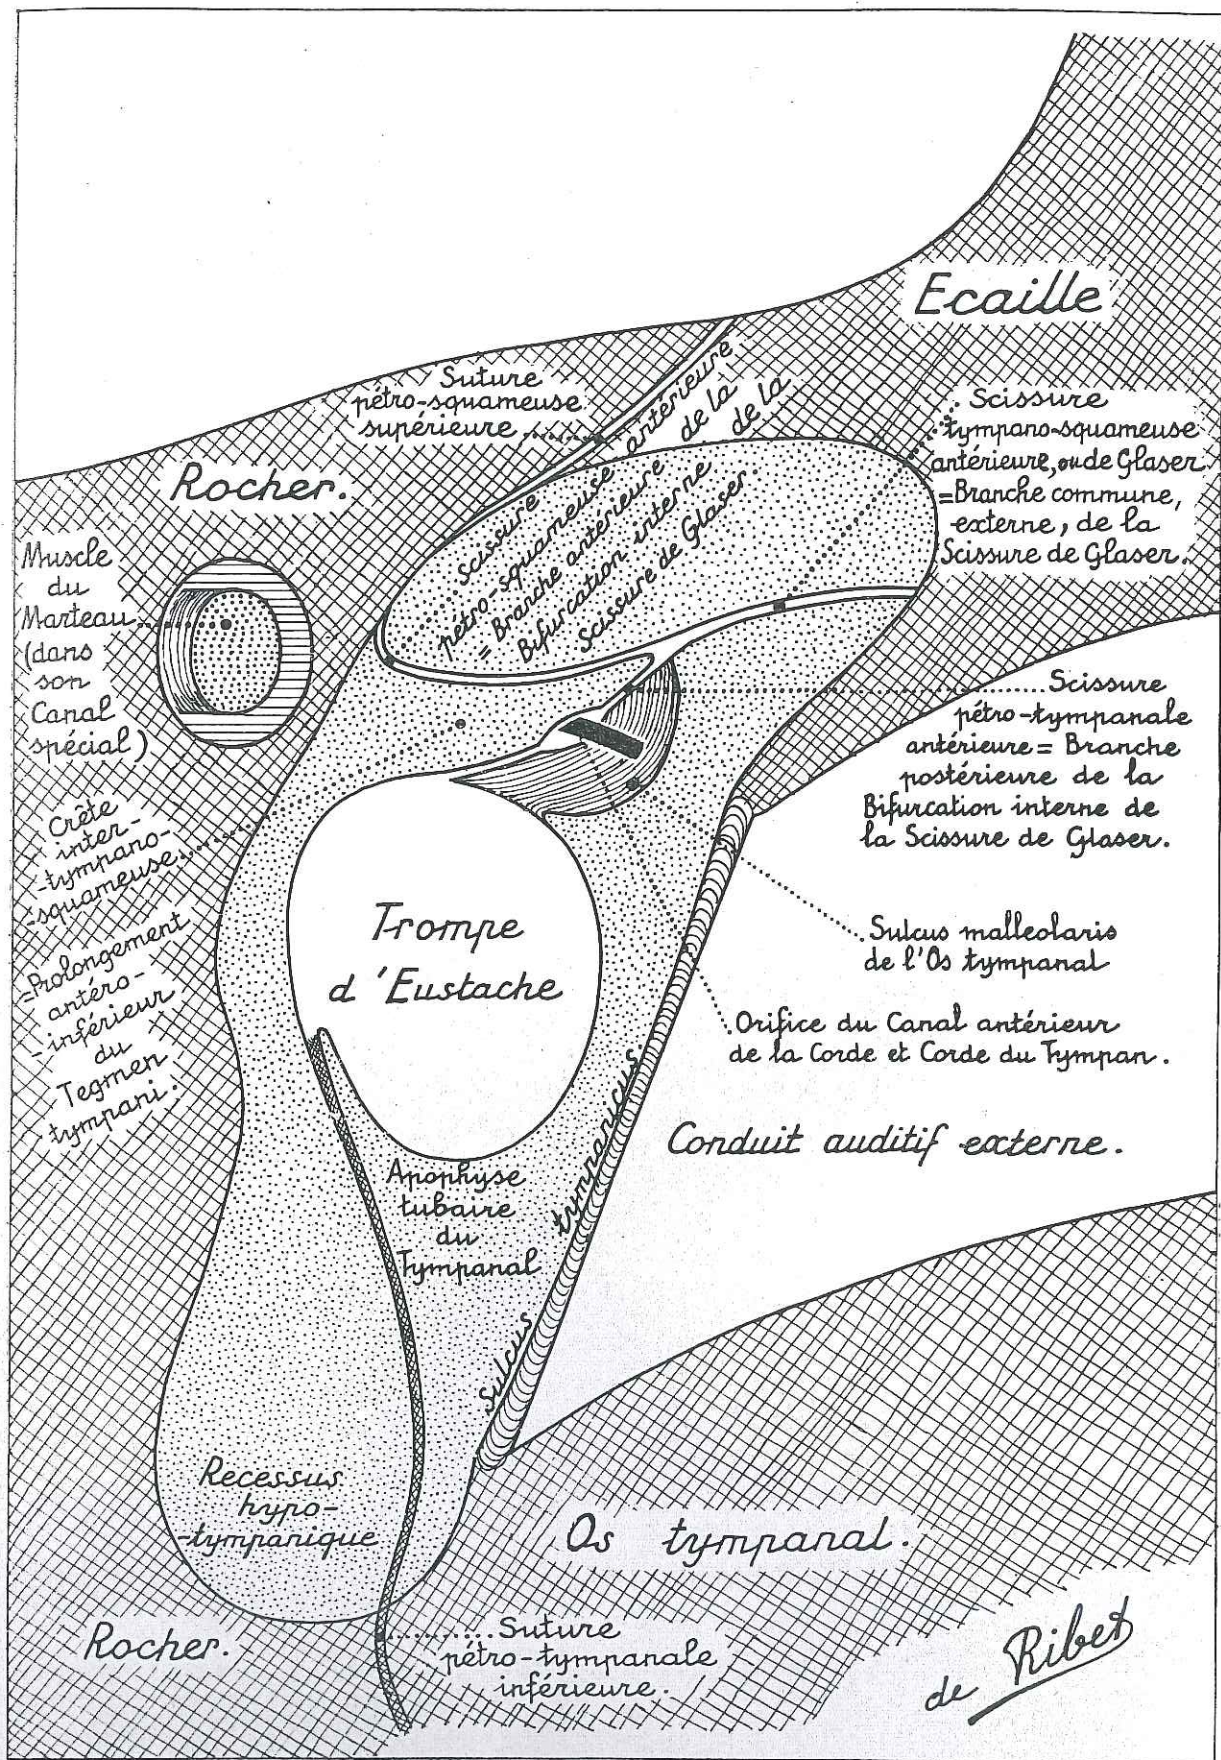 Ecaille
Suture
pétro-squameuse
supérieure
Scissure
pétro-squameuse antérieure
= Branche antérieure de la
Bifurcation interne de la
Scissure de Glaser.
Scissure
tympano-squameuse
antérieure, ou de Glaser
=Branche commune,
externe, de la
Scissure de Glaser.
Rocher.
Muscle
du
Marteau
(dans
son
Canal
spécial)
Scissure
pétro-tympanale
antérieure = Branche
postérieure de la
Bifurcation interne de
la Scissure de Glaser.
Crête
inter-
-tympano-
-squameuse
=Prolongement
antéro-
-inférieur
du
Tegmen
tympani.
Trompe
d'Eustache
Sulcus malleolaris
de l'Os tympanal
Orifice du Canal antérieur
de la Corde et Corde du Tympan.
Conduit auditif externe.
Apophyse
tubaire
du
Tympanal
Sulcus tympanicus.
Recessus
hypo-
-tympanique
Os tympanal.
Rocher.
Suture
pétro-tympanale
inférieure.
de Ribet